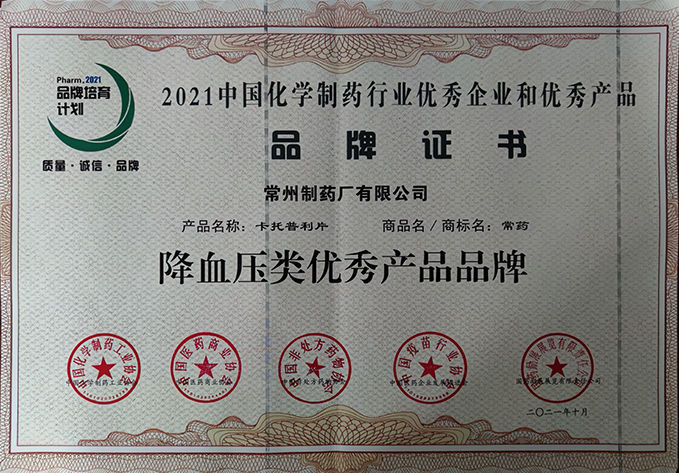 Pharm.2021
品牌培育
计划
质量·诚信·品牌
2021中国化学制药行业优秀企业和优秀产品
品牌证书
常州制药厂有限公司
产品名称：卡托普利片 商品名/商标名：常药
降血压类优秀产品品牌
中国化学制药工业协会
中国医药商业协会
中国非处方药物协会
中国疫苗行业协会
二〇二一年十月